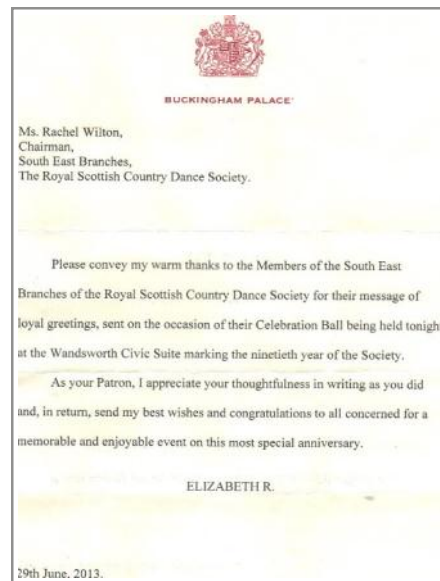 BUCKINGHAM PALACE
Ms. Rachel Wilton,
Chairman,
South East Branches,
The Royal Scottish Country Dance Society.
Please convey my warm thanks to the Members of the South East
Branches of the Royal Scottish Country Dance Society for their message of
loyal greetings, sent on the occasion of their Celebration Ball being held tonigh
at the Wandsworth Civic Suite marking the ninetieth year of the Society.
As your Patron, I appreciate your thoughtfulness in writing as you did
and, in return, send my best wishes and congratulations to all concerned for a
memorable and enjoyable event on this most special anniversary.
ELIZABETH R.
29th June, 2013.